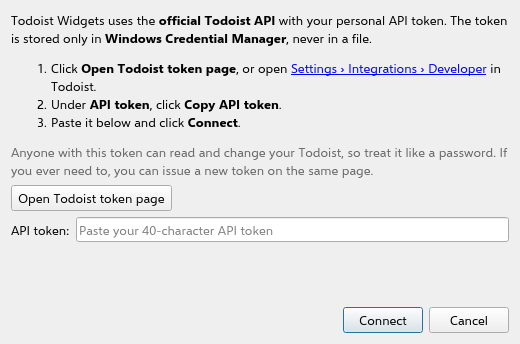 Todoist Widgets uses the official Todoist API with your personal API token. The token
is stored only in Windows Credential Manager, never in a file.
1. Click Open Todoist token page, or open Settings › Integrations › Developer in
Todoist.
2. Under API token, click Copy API token.
3. Paste it below and click Connect.
Anyone with this token can read and change your Todoist, so treat it like a password. If
you ever need to, you can issue a new token on the same page.
Open Todoist token page
API token: Paste your 40-character API token
Connect Cancel